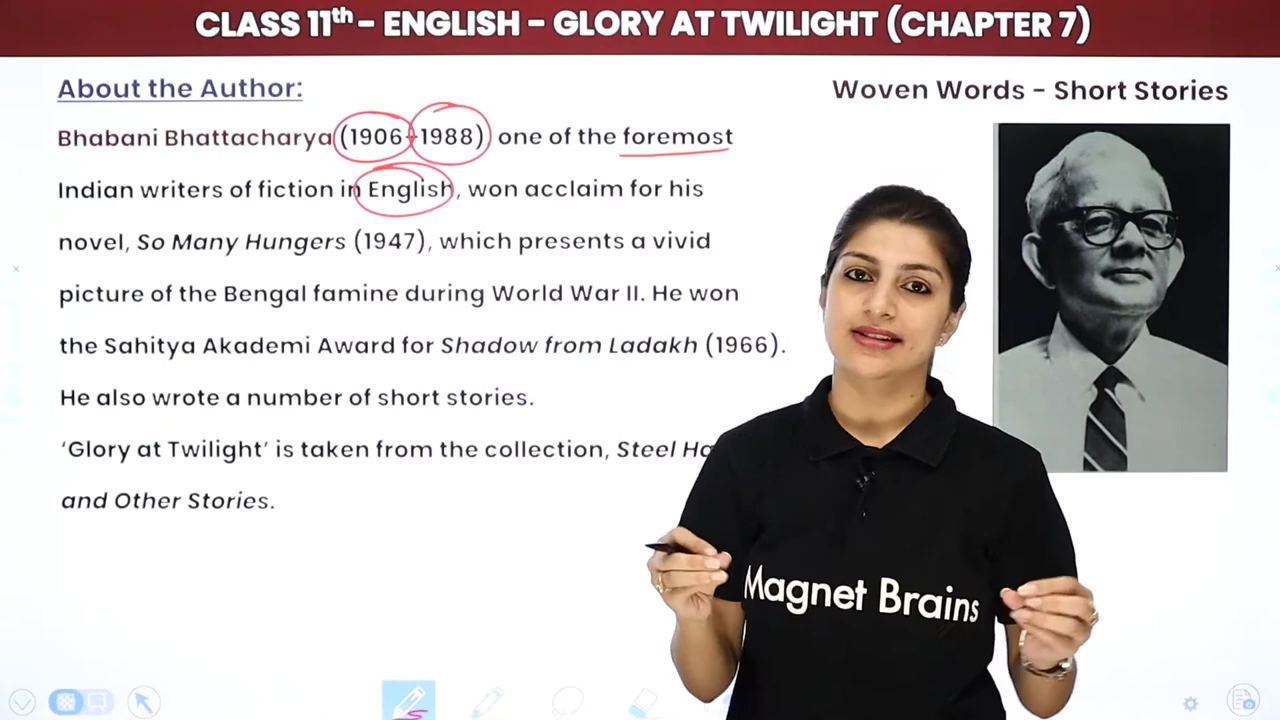 CLASS 11th - ENGLISH - GLORY AT TWILIGHT (CHAPTER 7)
About the Author:
Woven Words - Short Stories
Bhabani Bhattacharya (1906-1988) one of the foremost
Indian writers of fiction in English, won acclaim for his
novel, So Many Hungers (1947), which presents a vivid
picture of the Bengal famine during World War II. He won
the Sahitya Akademi Award for Shadow from Ladakh (1966).
He also wrote a number of short stories.
‘Glory at Twilight’ is taken from the collection, Steel
and Other Stories.
Magnet Brains